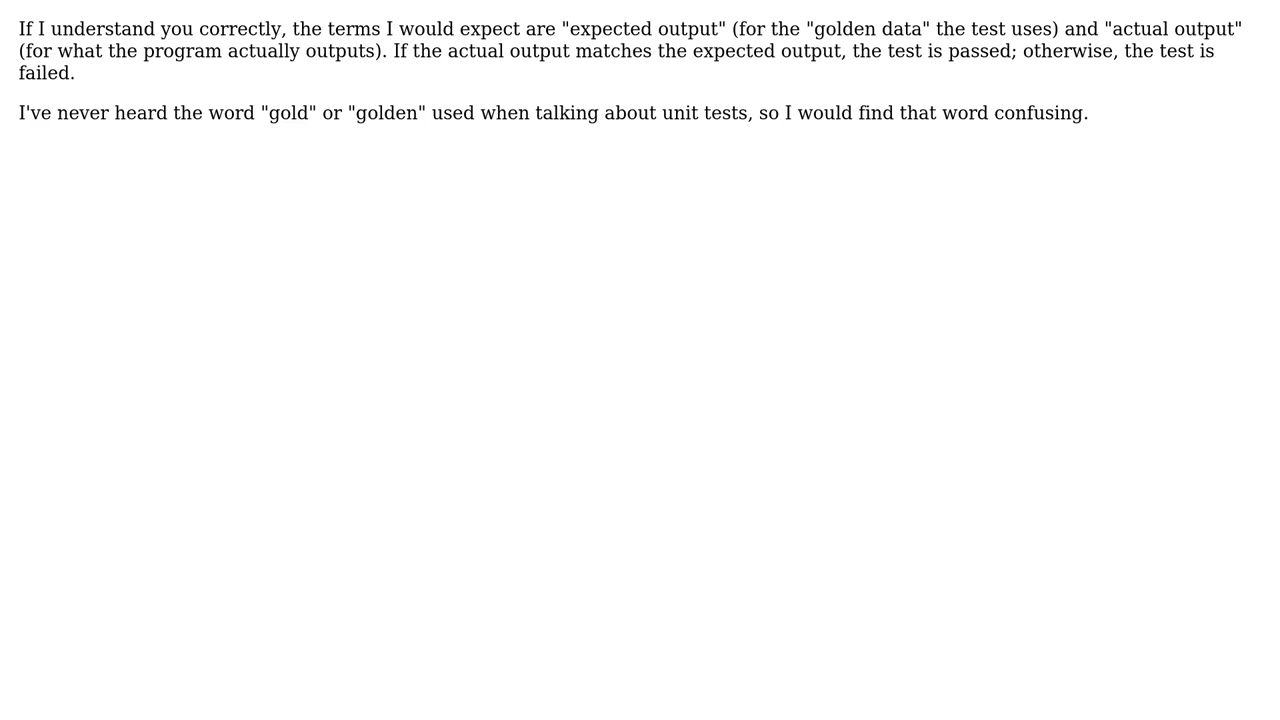 If I understand you correctly, the terms I would expect are "expected output" (for the "golden data" the test uses) and "actual output"
(for what the program actually outputs). If the actual output matches the expected output, the test is passed; otherwise, the test is
failed.
I've never heard the word "gold" or "golden" used when talking about unit tests, so I would find that word confusing.